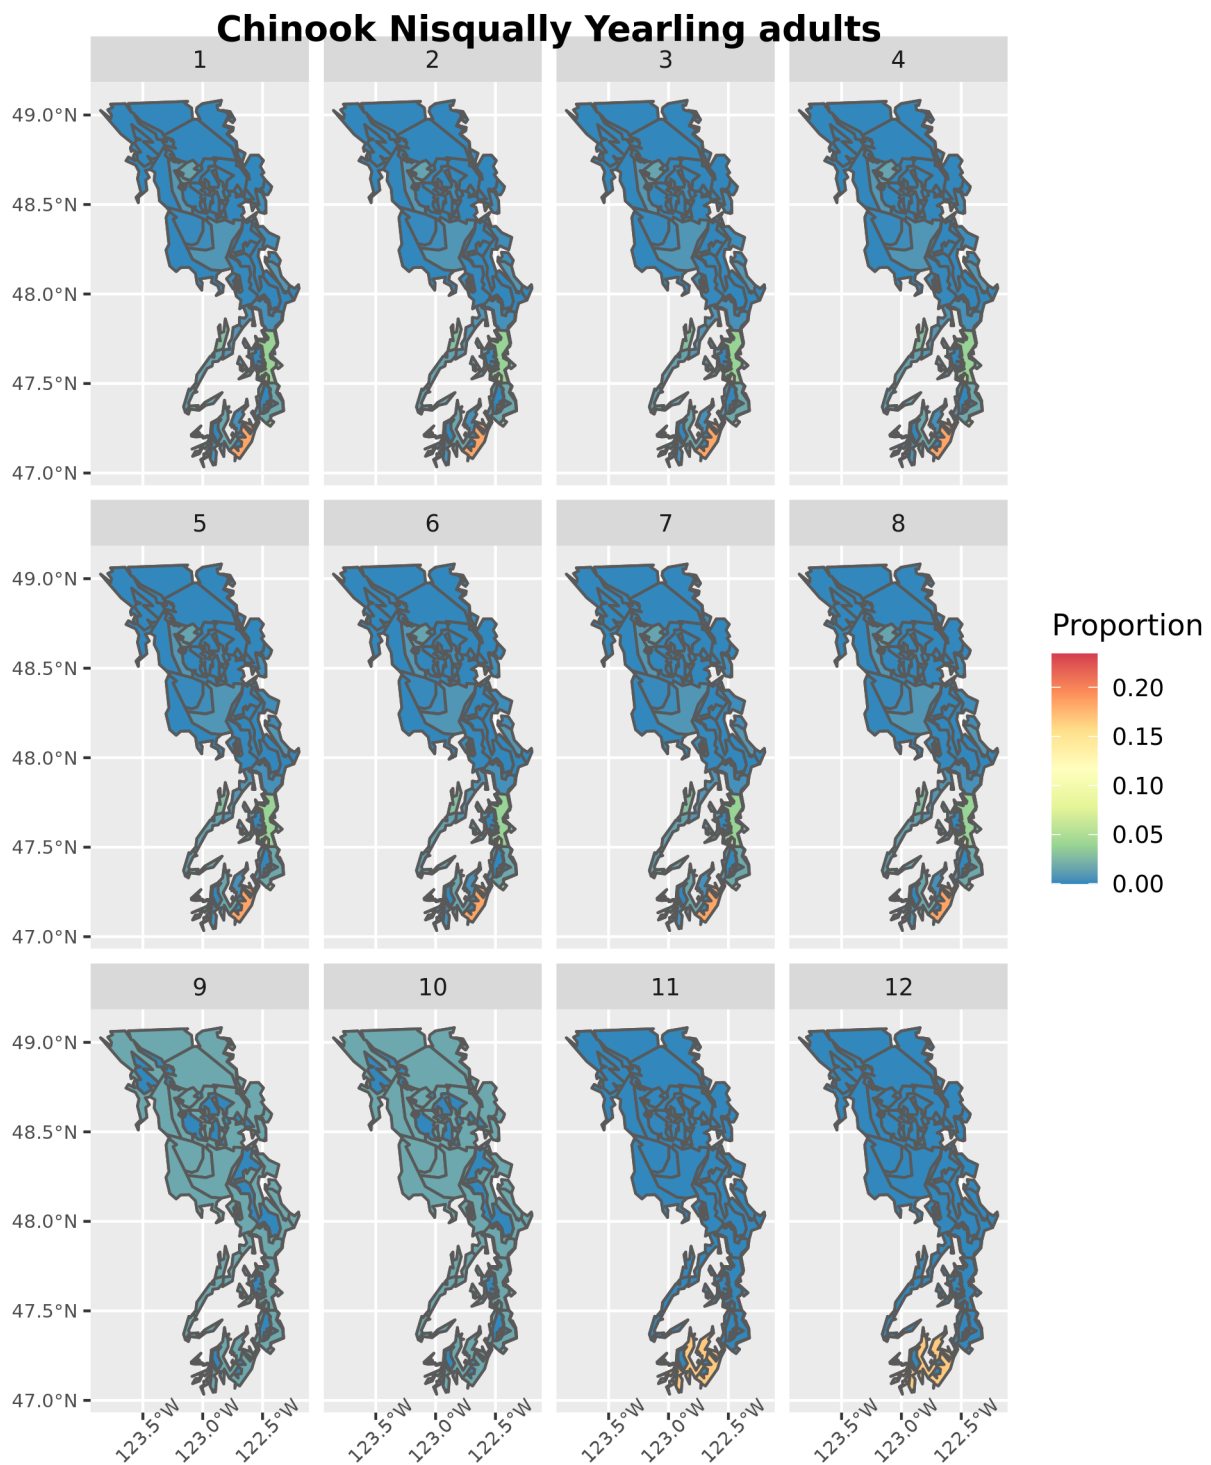 Chinook Nisqually Yearling adults
1 2 3 4
49.0°N
48.5°N
48.0°N
47.5°N
47.0°N
5 6 7 8
49.0°N
48.5°N
48.0°N
47.5°N
47.0°N
Proportion
0.20
0.15
0.10
0.05
0.00
9 10 11 12
49.0°N
48.5°N
48.0°N
47.5°N
47.0°N
123.5°W 123.0°W 122.5°W 123.5°W 123.0°W 122.5°W 123.5°W 123.0°W 122.5°W 123.5°W 123.0°W 122.5°W